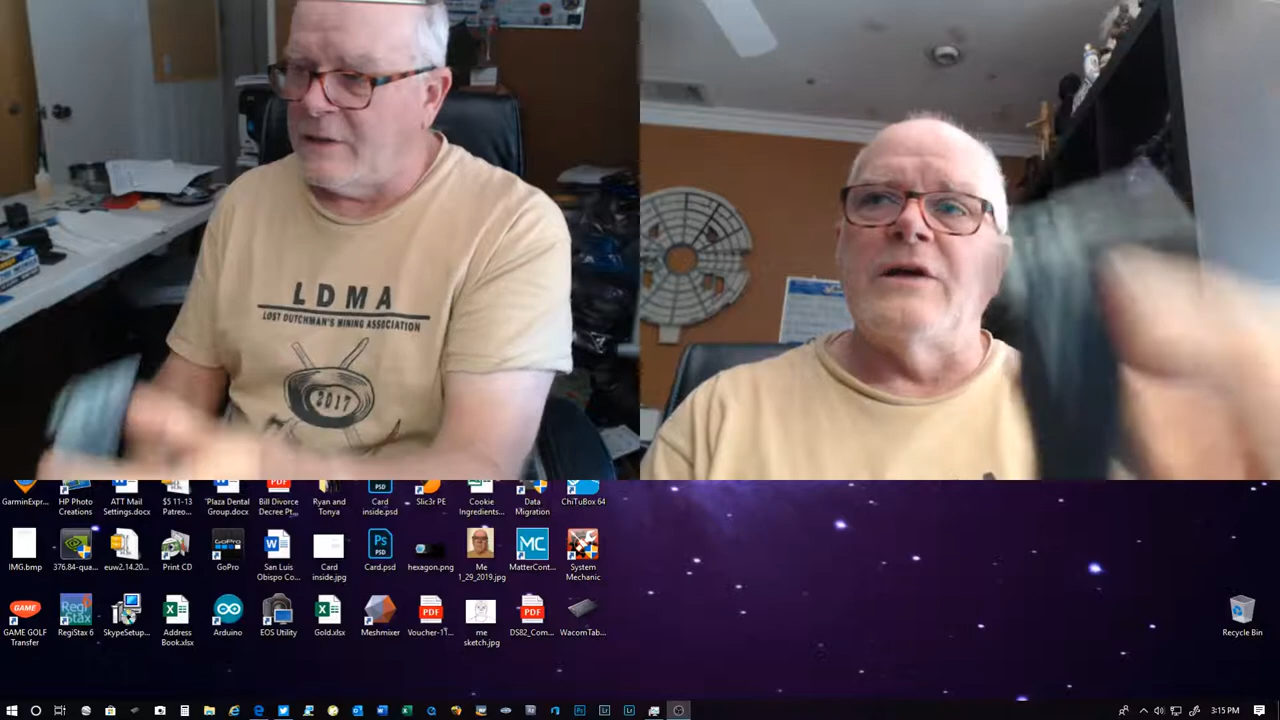 LDMA
LOST DUTCHMAN'S MINING ASSOCIATION
2017
GarminExpr...
HP Photo Creations
ATT Mail Settings.docx
$5 11-13 Patreo...
"Plaza Dental Group.docx
Bill Divorce Decree Pt...
Ryan and Tonya
Card inside.psd
Slic3r PE
Cookie Ingredients...
Data Migration
ChiTuBox 64
IMG.bmp
376.84-qua...
euw2.14.20...
Print CD
GoPro
San Luis Obispo Co...
Card inside.jpg
Card.psd
hexagon.png
Me 1_29_2019.jpg
MatterCont...
System Mechanic
GAME GOLF Transfer
RegiStax 6
SkypeSetup...
Address Book.xlsx
Arduino
EOS Utility
Gold.xlsx
Meshmixer
Voucher-1T...
me sketch.jpg
DS82_Com...
WacomTab...
Recycle Bin
3:15 PM